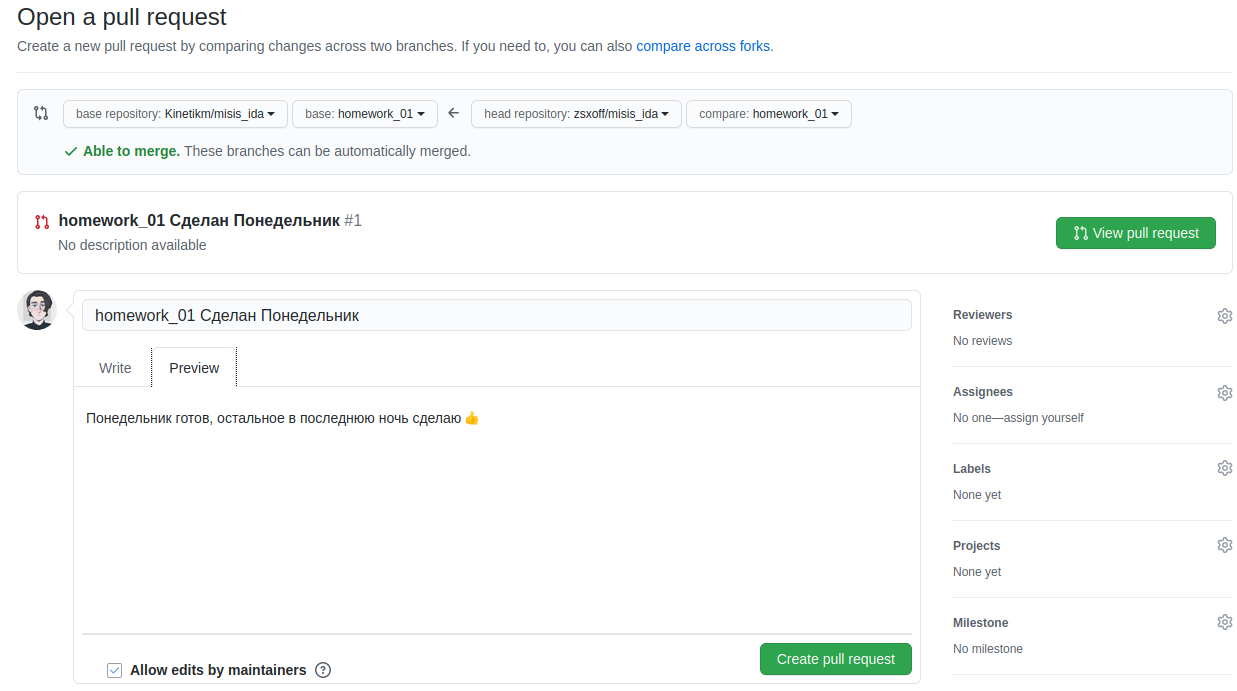 Open a pull request
Create a new pull request by comparing changes across two branches. If you need to, you can also compare across forks.
base repository: Kinetikm/misis_ida base: homework_01 ← head repository: zsxoff/misis_ida compare: homework_01
Able to merge. These branches can be automatically merged.
homework_01 Сделан Понедельник #1
No description available
View pull request
homework_01 Сделан Понедельник
Write Preview
Понедельник готов, остальное в последнюю ночь сделаю 👍
Allow edits by maintainers ?
Create pull request
Reviewers
No reviews
Assignees
No one—assign yourself
Labels
None yet
Projects
None yet
Milestone
No milestone